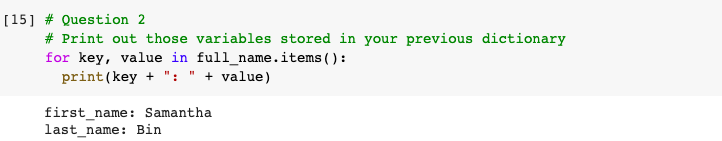 [15] # Question 2
# Print out those variables stored in your previous dictionary
for key, value in full_name.items():
  print(key + ": " + value)
first_name: Samantha
last_name: Bin